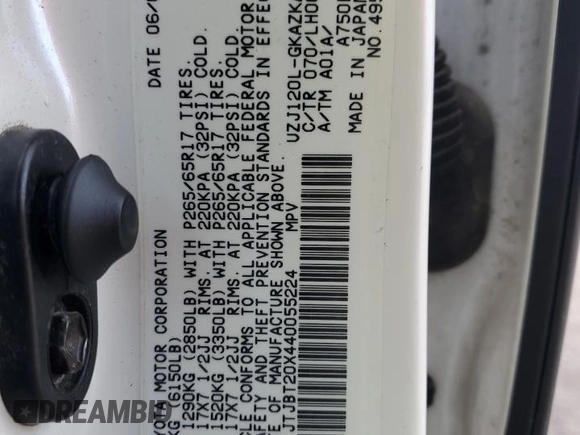 DATE 06/
YOTA MOTOR CORPORATION
KG (6150LB)
1290KG (2850LB) WITH P265/65R17 TIRES,
17X7 1/2JJ RIMS, AT 220KPA (32PSI) COLD.
1520KG (3350LB) WITH P265/65R17 TIRES,
17X7 1/2JJ RIMS, AT 220KPA (32PSI) COLD.
CLE CONFORMS TO ALL APPLICABLE FEDERAL MOTOR
AFETY AND THEFT PREVENTION STANDARDS IN EFFEC
E OF MANUFACTURE SHOWN ABOVE.
JTJBT20X440055224 MPV
UZJ120L-GKAZKA
C/TR 070/LH00
A/TM A01A/ A750
MADE IN JAPAN
NO.495
DREAMBID